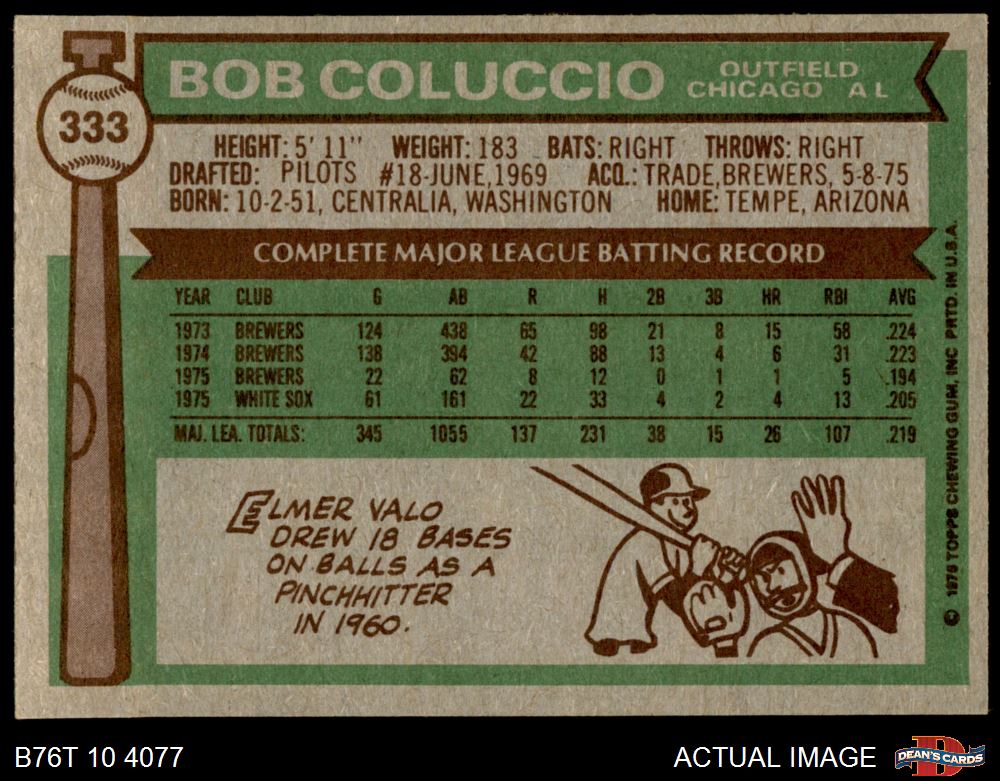 333
BOB COLUCCIO
OUTFIELD
CHICAGO A L
HEIGHT: 5' 11" WEIGHT: 183 BATS: RIGHT THROWS: RIGHT
DRAFTED: PILOTS #18-JUNE, 1969 ACQ.: TRADE, BREWERS, 5-8-75
BORN: 10-2-51, CENTRALIA, WASHINGTON HOME: TEMPE, ARIZONA
COMPLETE MAJOR LEAGUE BATTING RECORD
YEAR CLUB G AB R H 2B 3B HR RBI AVG
1973 BREWERS 124 438 65 98 21 8 15 58 .224
1974 BREWERS 138 394 42 88 13 4 6 31 .223
1975 BREWERS 22 62 8 12 0 1 1 5 .194
1975 WHITE SOX 61 161 22 33 4 2 4 13 .205
MAJ. LEA. TOTALS: 345 1055 137 231 38 15 26 107 .219
ELMER VALO
DREW 18 BASES
ON BALLS AS A
PINCHHITTER
IN 1960.
© 1976 TOPPS CHEWING GUM, INC PRTD. IN U.S.A.
B76T 10 4077
ACTUAL IMAGE
D
DEAN'S CARDS